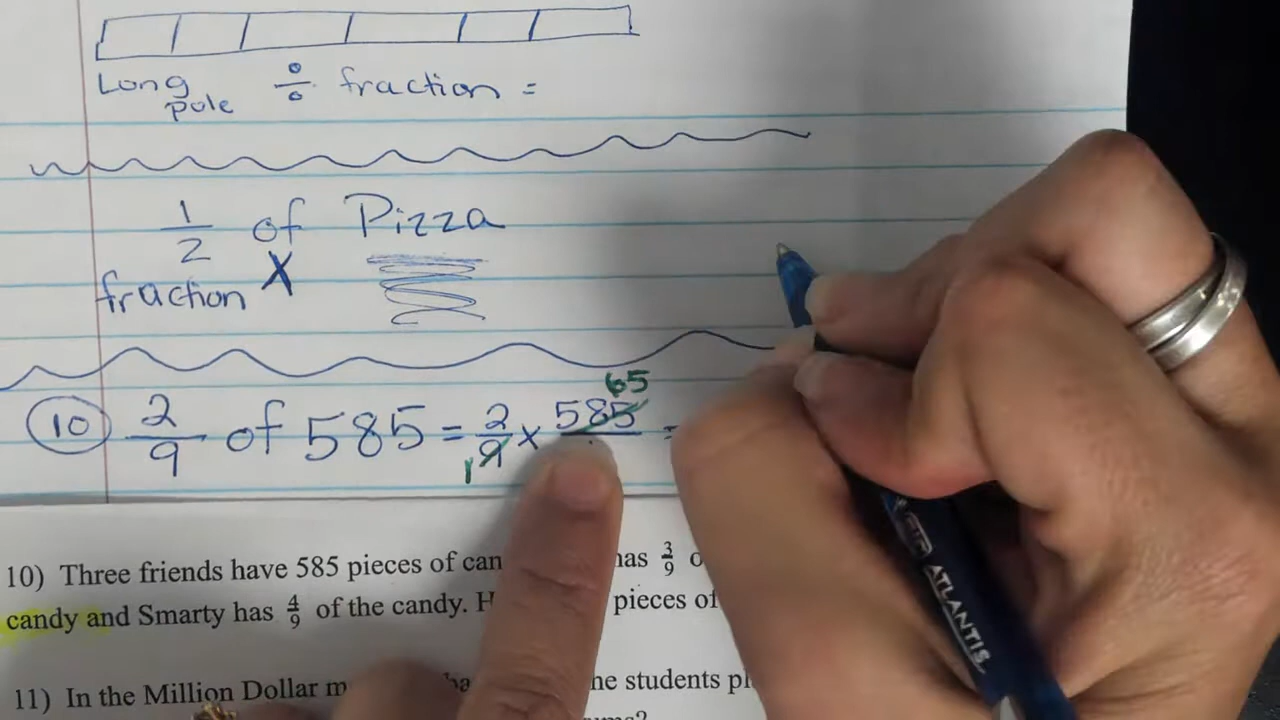 Long ÷ fraction =
pole
1/2 of Pizza
fraction X
65
10 2/9 of 585 = 2/9 x 585 =
1
10) Three friends have 585 pieces of has 3/9
candy and Smarty has 4/9 of the candy. pieces of
11) In the Million Dollar students
ATLANTIS